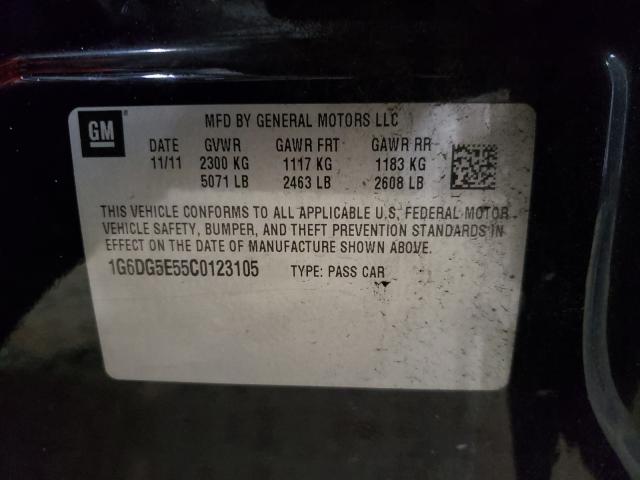 GM
MFD BY GENERAL MOTORS LLC
DATE GVWR GAWR FRT GAWR RR
11/11 2300 KG 1117 KG 1183 KG
5071 LB 2463 LB 2608 LB
THIS VEHICLE CONFORMS TO ALL APPLICABLE U.S. FEDERAL MOTOR
VEHICLE SAFETY, BUMPER, AND THEFT PREVENTION STANDARDS IN
EFFECT ON THE DATE OF MANUFACTURE SHOWN ABOVE.
1G6DG5E55C0123105 TYPE: PASS CAR